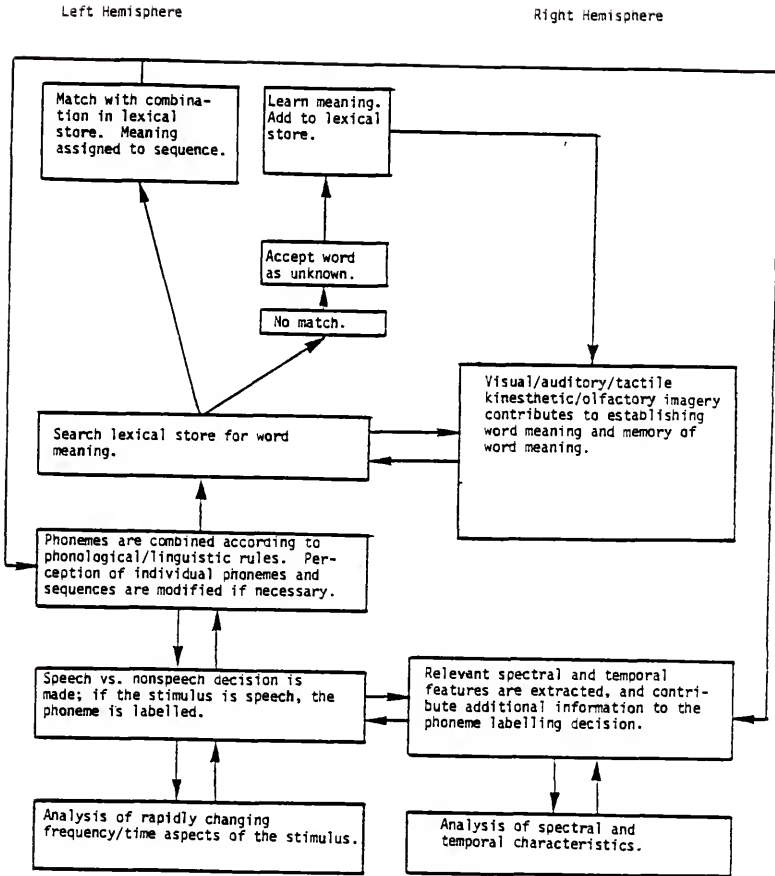 Left Hemisphere
Right Hemisphere
Match with combina-
tion in lexical
store. Meaning
assigned to sequence.
Learn meaning.
Add to lexical
store.
Accept word
as unknown.
No match.
Search lexical store for word
meaning.
Visual/auditory/tactile
kinesthetic/olfactory imagery
contributes to establishing
word meaning and memory of
word meaning.
Phonemes are combined according to
phonological/linguistic rules. Per-
ception of individual phonemes and
sequences are modified if necessary.
Speech vs. nonspeech decision is
made; if the stimulus is speech, the
phoneme is labelled.
Relevant spectral and temporal
features are extracted, and contri-
bute additional information to the
phoneme labelling decision.
Analysis of rapidly changing
frequency/time aspects of the stimulus.
Analysis of spectral and
temporal characteristics.